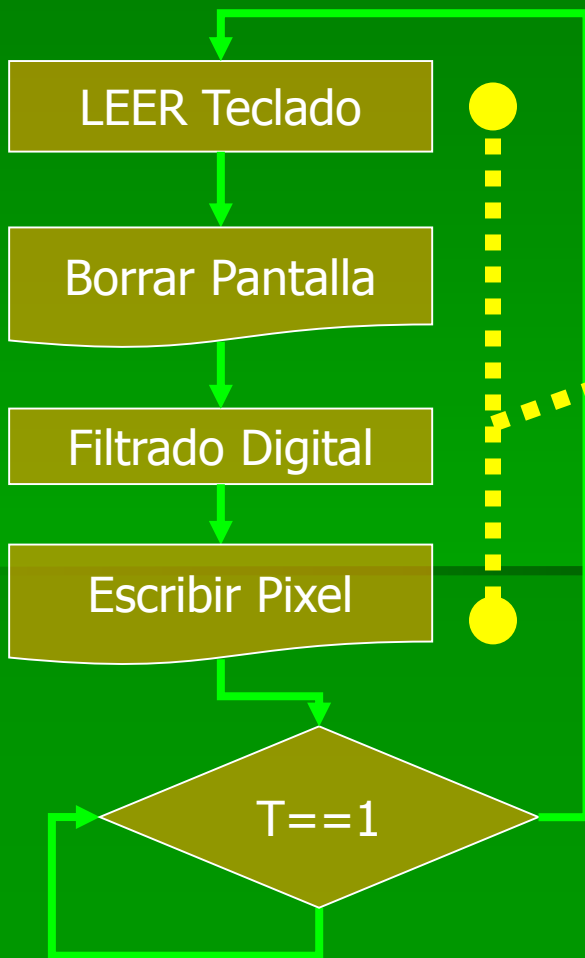 LEER Teclado
Borrar Pantalla
Filtrado Digital
Escribir Pixel
T==1